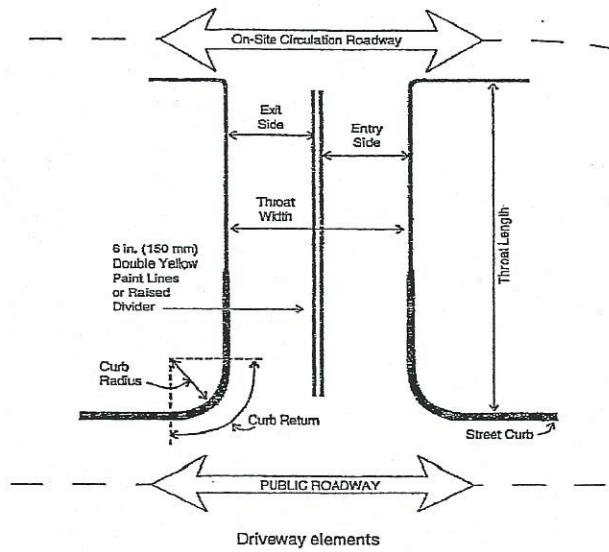 On-Site Circulation Roadway
Exit
Side
Entry
Side
Throat
Width
Throat Length
6 in. (150 mm)
Double Yellow
Paint Lines
or Raised
Divider
Curb
Radius
Curb Return
Street Curb
PUBLIC ROADWAY
Driveway elements